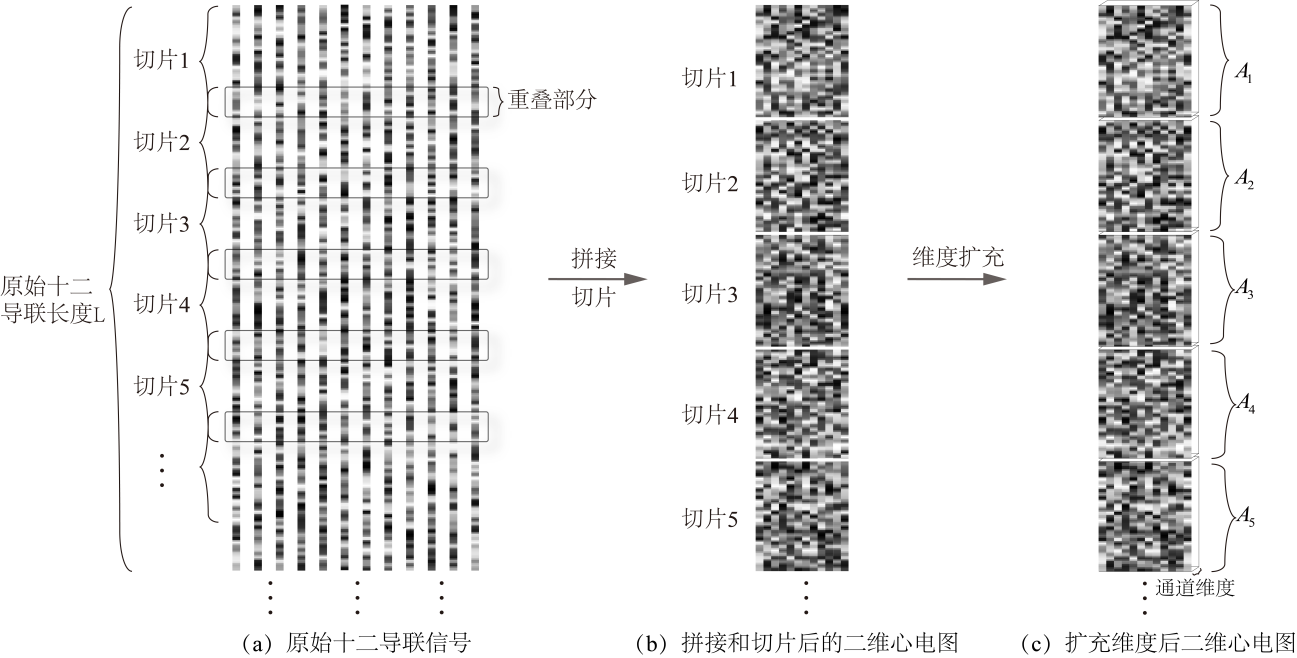 切片1
切片2
切片3
切片4
切片5
原始十二
导联长度L
重叠部分
拼接
切片
切片1
切片2
切片3
切片4
切片5
维度扩充
A1
A2
A3
A4
A5
通道维度
（a）原始十二导联信号
（b）拼接和切片后的二维心电图
（c）扩充维度后二维心电图